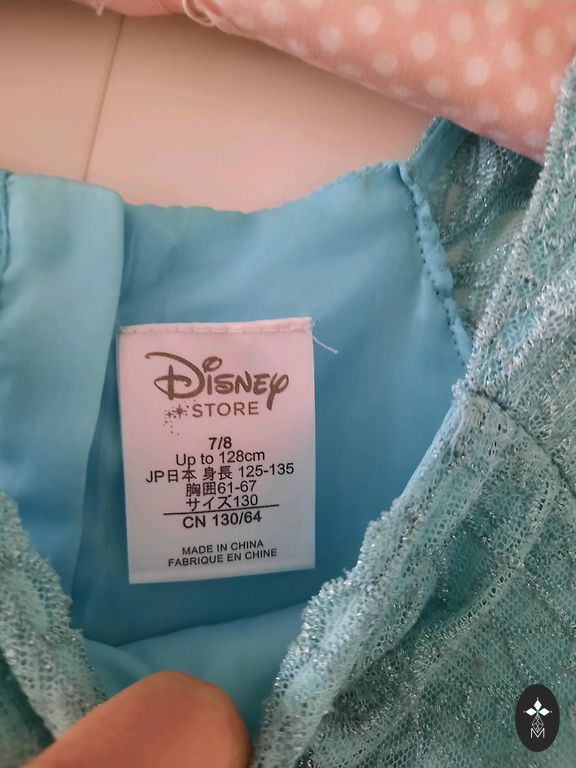 Disney
STORE
7/8
Up to 128cm
JP日本 身長 125-135
胸囲61-67
サイズ130
CN 130/64
MADE IN CHINA
FABRIQUE EN CHINE
M